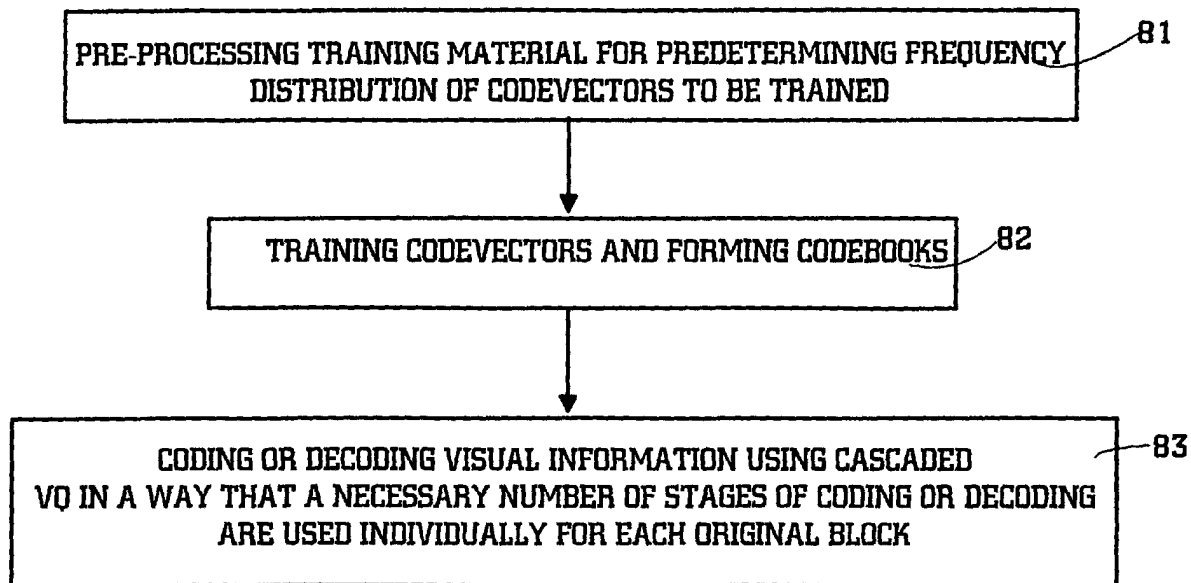 PRE-PROCESSING TRAINING MATERIAL FOR PREDETERMINING FREQUENCY
DISTRIBUTION OF CODEVECTORS TO BE TRAINED
81
TRAINING CODEVECTORS AND FORMING CODEBOOKS
82
CODING OR DECODING VISUAL INFORMATION USING CASCADED
VQ IN A WAY THAT A NECESSARY NUMBER OF STAGES OF CODING OR DECODING
ARE USED INDIVIDUALLY FOR EACH ORIGINAL BLOCK
83